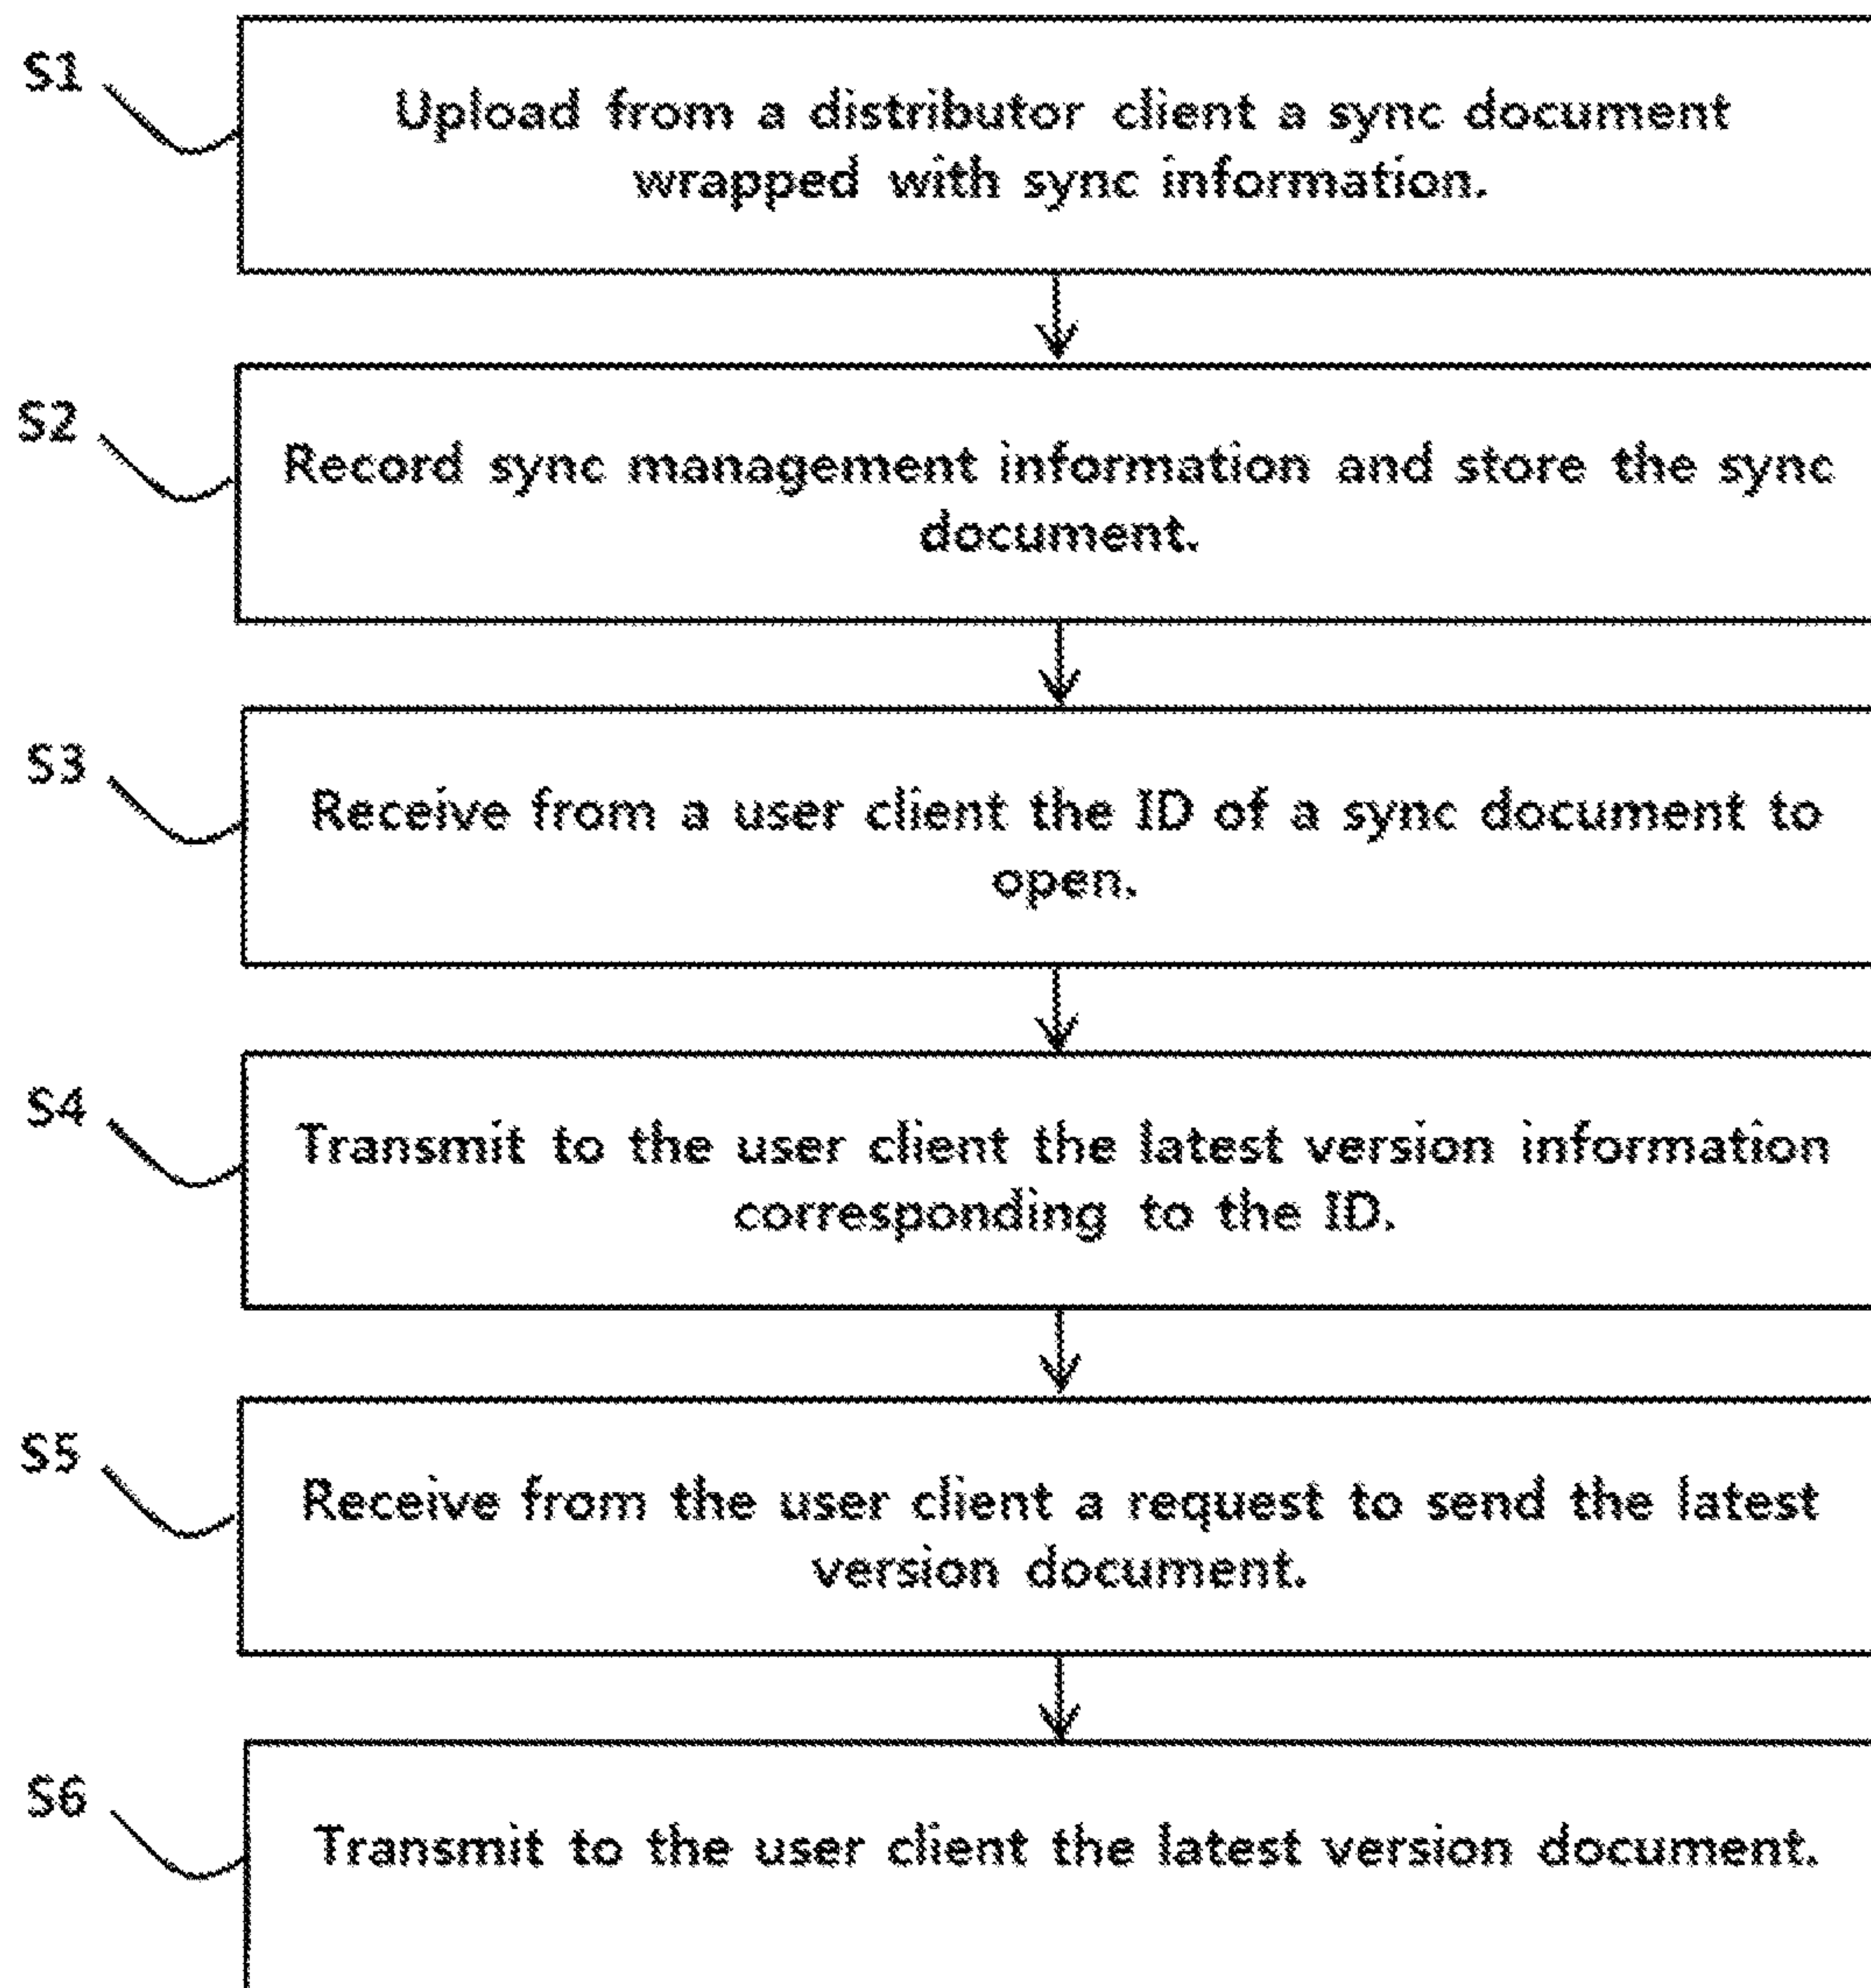 S1
Upload from a distributor client a sync document
wrapped with sync information.
S2
Record sync management information and store the sync
document.
S3
Receive from a user client the ID of a sync document to
open.
S4
Transmit to the user client the latest version information
corresponding to the ID.
S5
Receive from the user client a request to send the latest
version document.
S6
Transmit to the user client the latest version document.